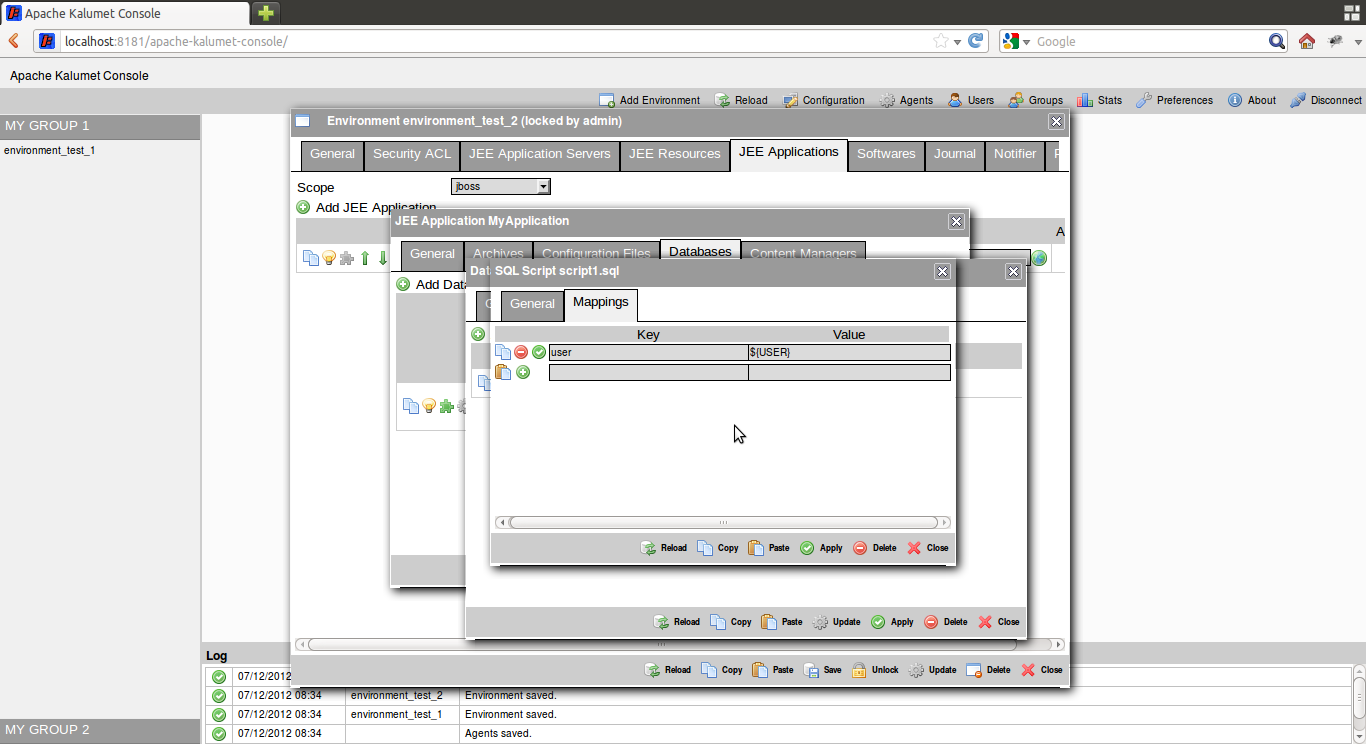 Apache Kalumet Console
localhost:8181/apache-kalumet-console/
Google
Apache Kalumet Console
Add Environment Reload Configuration Agents Users Groups Stats Preferences About Disconnect
MY GROUP 1
environment_test_1
Environment environment_test_2 (locked by admin)
General Security ACL JEE Application Servers JEE Resources JEE Applications Softwares Journal Notifier
Scope jboss
Add JEE Application
A
JEE Application MyApplication
General Archives Configuration Files Databases Content Managers
Add Data
Dat SQL Script script1.sql
General Mappings
Key Value
user ${USER}
Reload Copy Paste Apply Delete Close
Reload Copy Paste Update Apply Delete Close
Reload Copy Paste Save Unlock Update Delete Close
Log
07/12/2012
07/12/2012 08:34 environment_test_2 Environment saved.
07/12/2012 08:34 environment_test_1 Environment saved.
07/12/2012 08:34 Agents saved.
MY GROUP 2